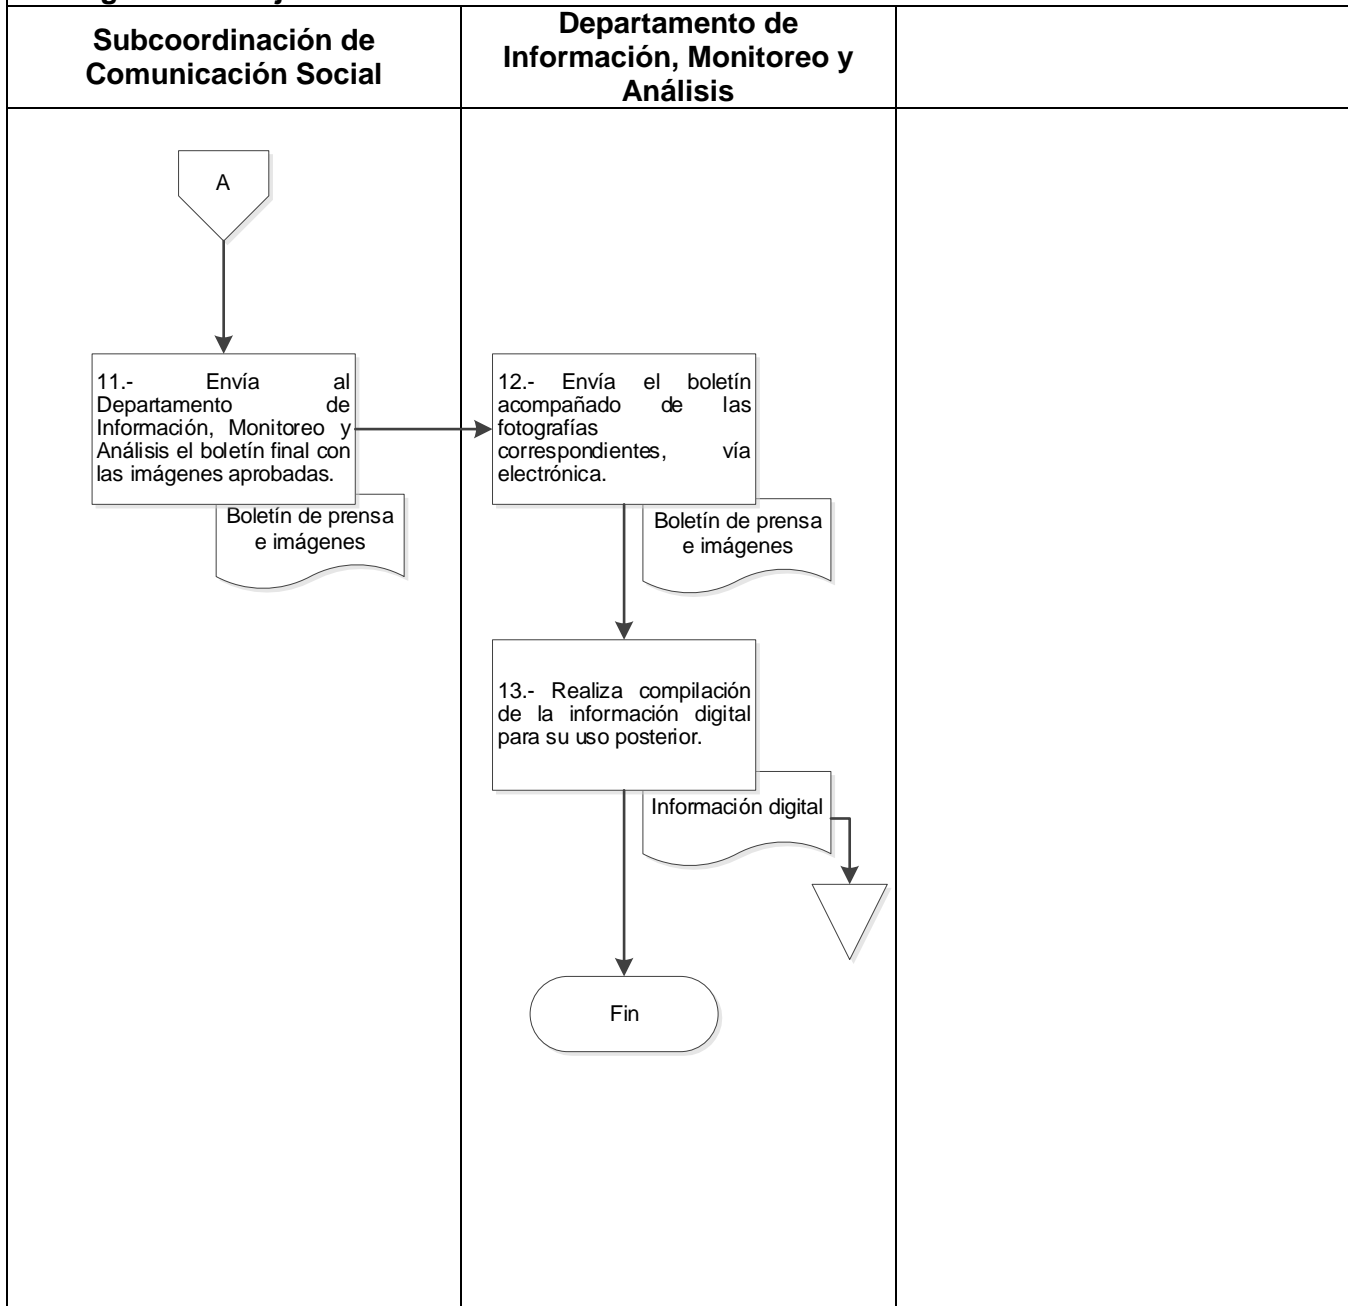 Subcoordinación de
Comunicación Social
Departamento de
Información, Monitoreo y
Análisis
A
11.- Envía al
Departamento de
Información, Monitoreo y
Análisis el boletín final con
las imágenes aprobadas.
Boletín de prensa
e imágenes
12.- Envía el boletín
acompañado de las
fotografías
correspondientes, vía
electrónica.
Boletín de prensa
e imágenes
13.- Realiza compilación
de la información digital
para su uso posterior.
Información digital
Fin